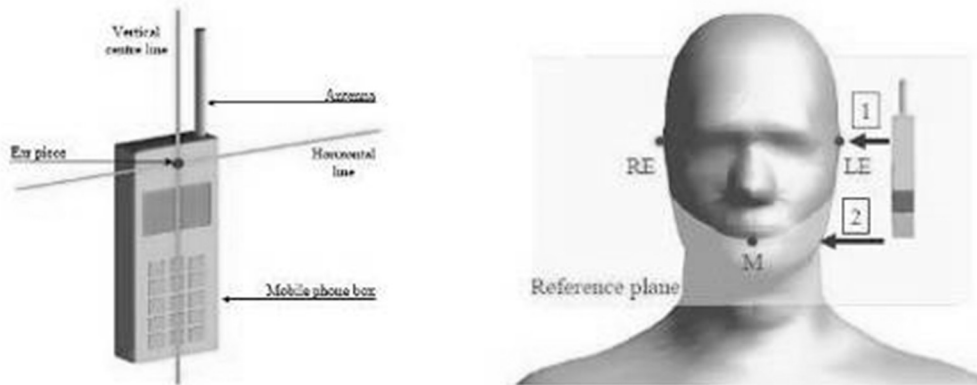 Vertical
centre line
Antenna
Ear piece
Horizontal
line
Mobile phone box
1
RE
LE
2
M
Reference plane